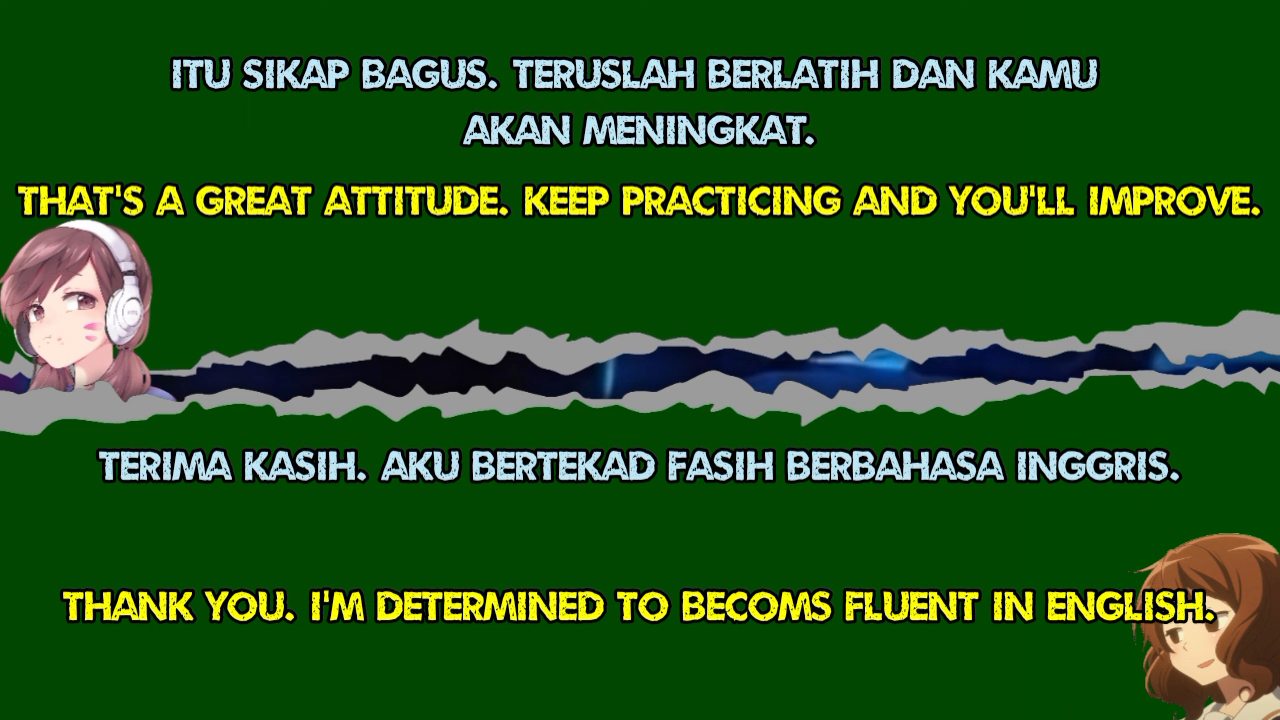 ITU SIKAP BAGUS. TERUSLAH BERLATIH DAN KAMU
AKAN MENINGKAT.
THAT'S A GREAT ATTITUDE. KEEP PRACTICING AND YOU'LL IMPROVE.
TERIMA KASIH. AKU BERTEKAD FASIH BERBAHASA INGGRIS.
THANK YOU. I'M DETERMINED TO BECOMS FLUENT IN ENGLISH.